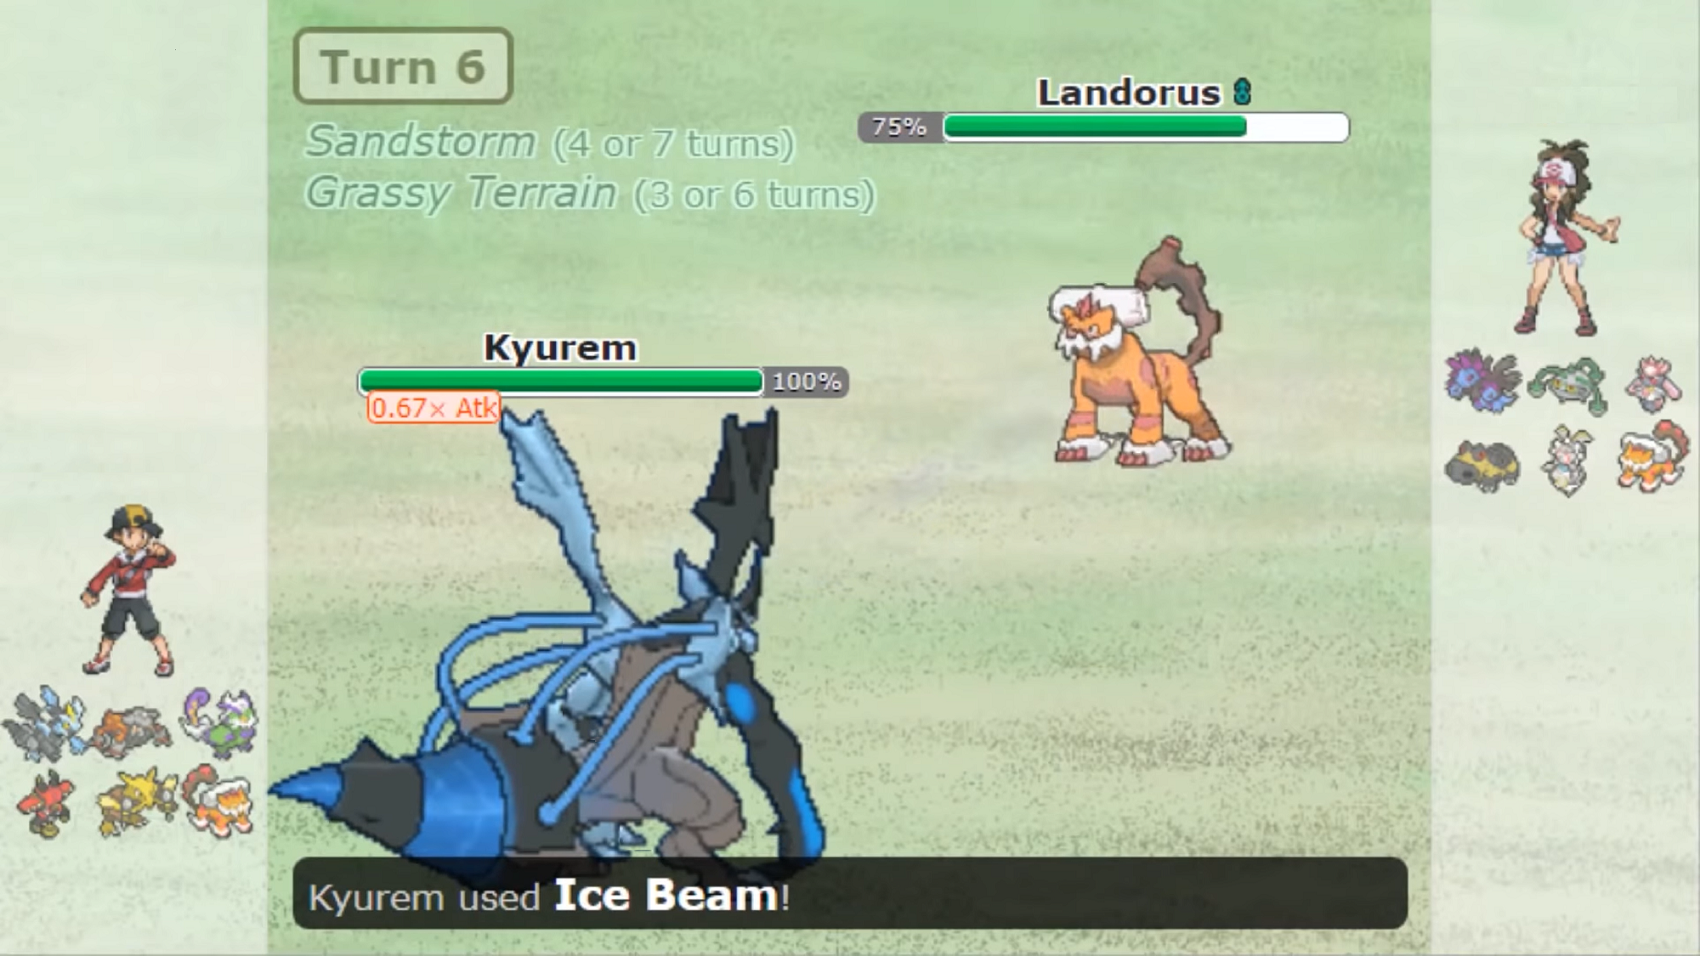 Turn 6
Sandstorm (4 or 7 turns)
Grassy Terrain (3 or 6 turns)
Landorus
75%
Kyurem
100%
0.67× Atk
Kyurem used Ice Beam!